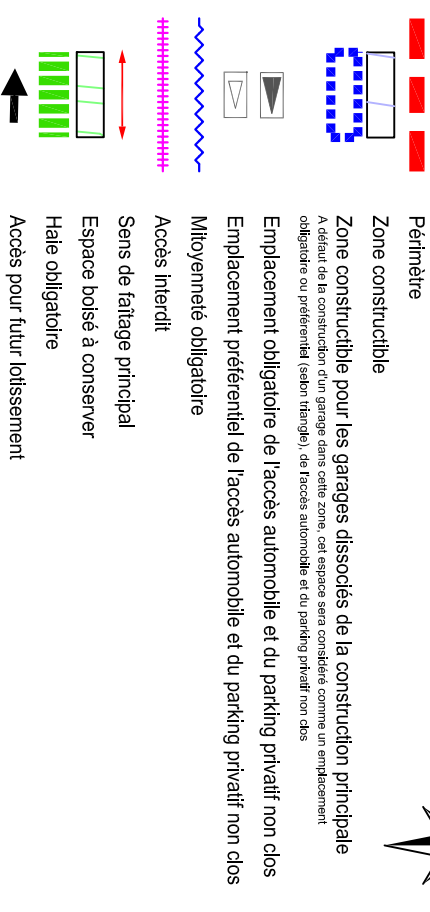 Périmètre
Zone constructible
Zone constructible pour les garages dissociés de la construction principale
A défaut de la construction d'un garage dans cette zone, cet espace sera considéré comme un emplacement
obligatoire ou préférentiel (selon triangle), de l'accès automobile et du parking privatif non clos
Emplacement obligatoire de l'accès automobile et du parking privatif non clos
Emplacement préférentiel de l'accès automobile et du parking privatif non clos
Mitoyenneté obligatoire
Accès interdit
Sens de faîtage principal
Espace boisé à conserver
Haie obligatoire
Accès pour futur lotissement